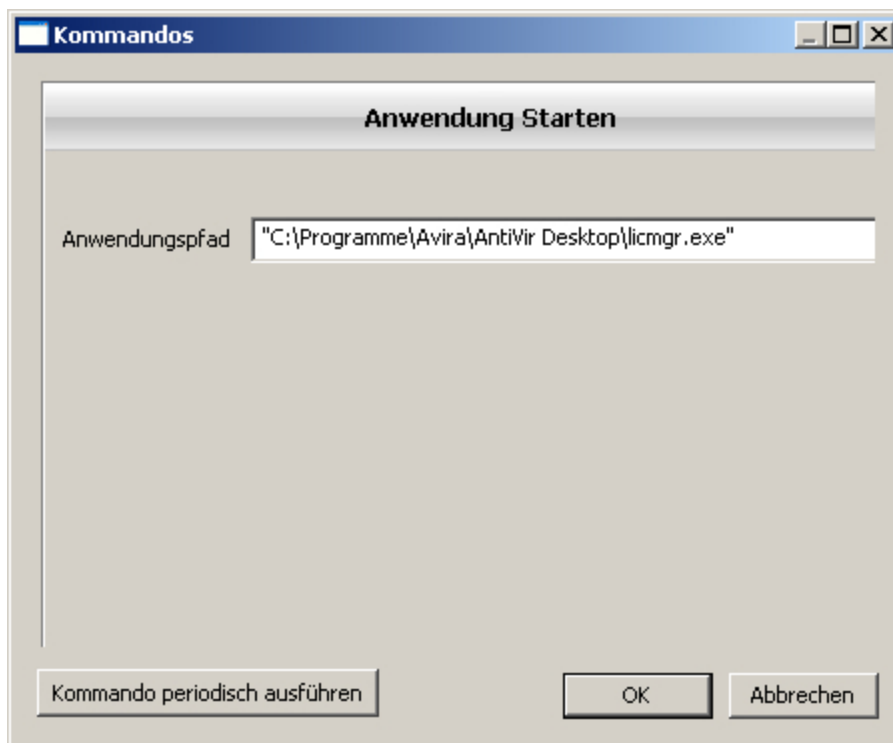 Kommandos
Anwendung Starten
Anwendungspfad "C:\Programme\Avira\AntiVir Desktop\licmgr.exe"
Kommando periodisch ausführen OK Abbrechen